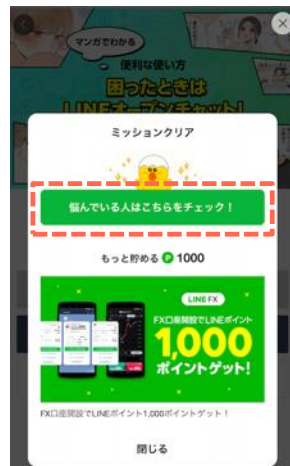 マンガでわかる
便利な使い方
困ったときは
LINEオープンチャット!
ミッションクリア
悩んでいる人はこちらをチェック!
もっと貯める P 1000
LINE FX
FX口座開設でLINEポイント
1,000
ポイントゲット!
FX口座開設でLINEポイント1,000ポイントゲット!
閉じる